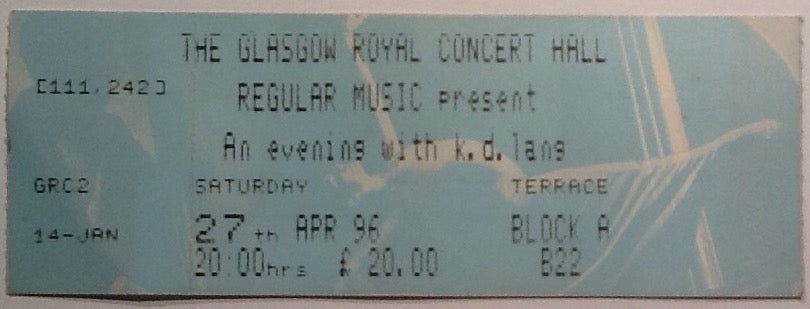 THE GLASGOW ROYAL CONCERT HALL
[111,242]
REGULAR MUSIC present
An evening with k.d.lang
GRC2 SATURDAY TERRACE
14-JAN 27th APR 96 BLOCK A
20:00hrs £ 20.00 B22